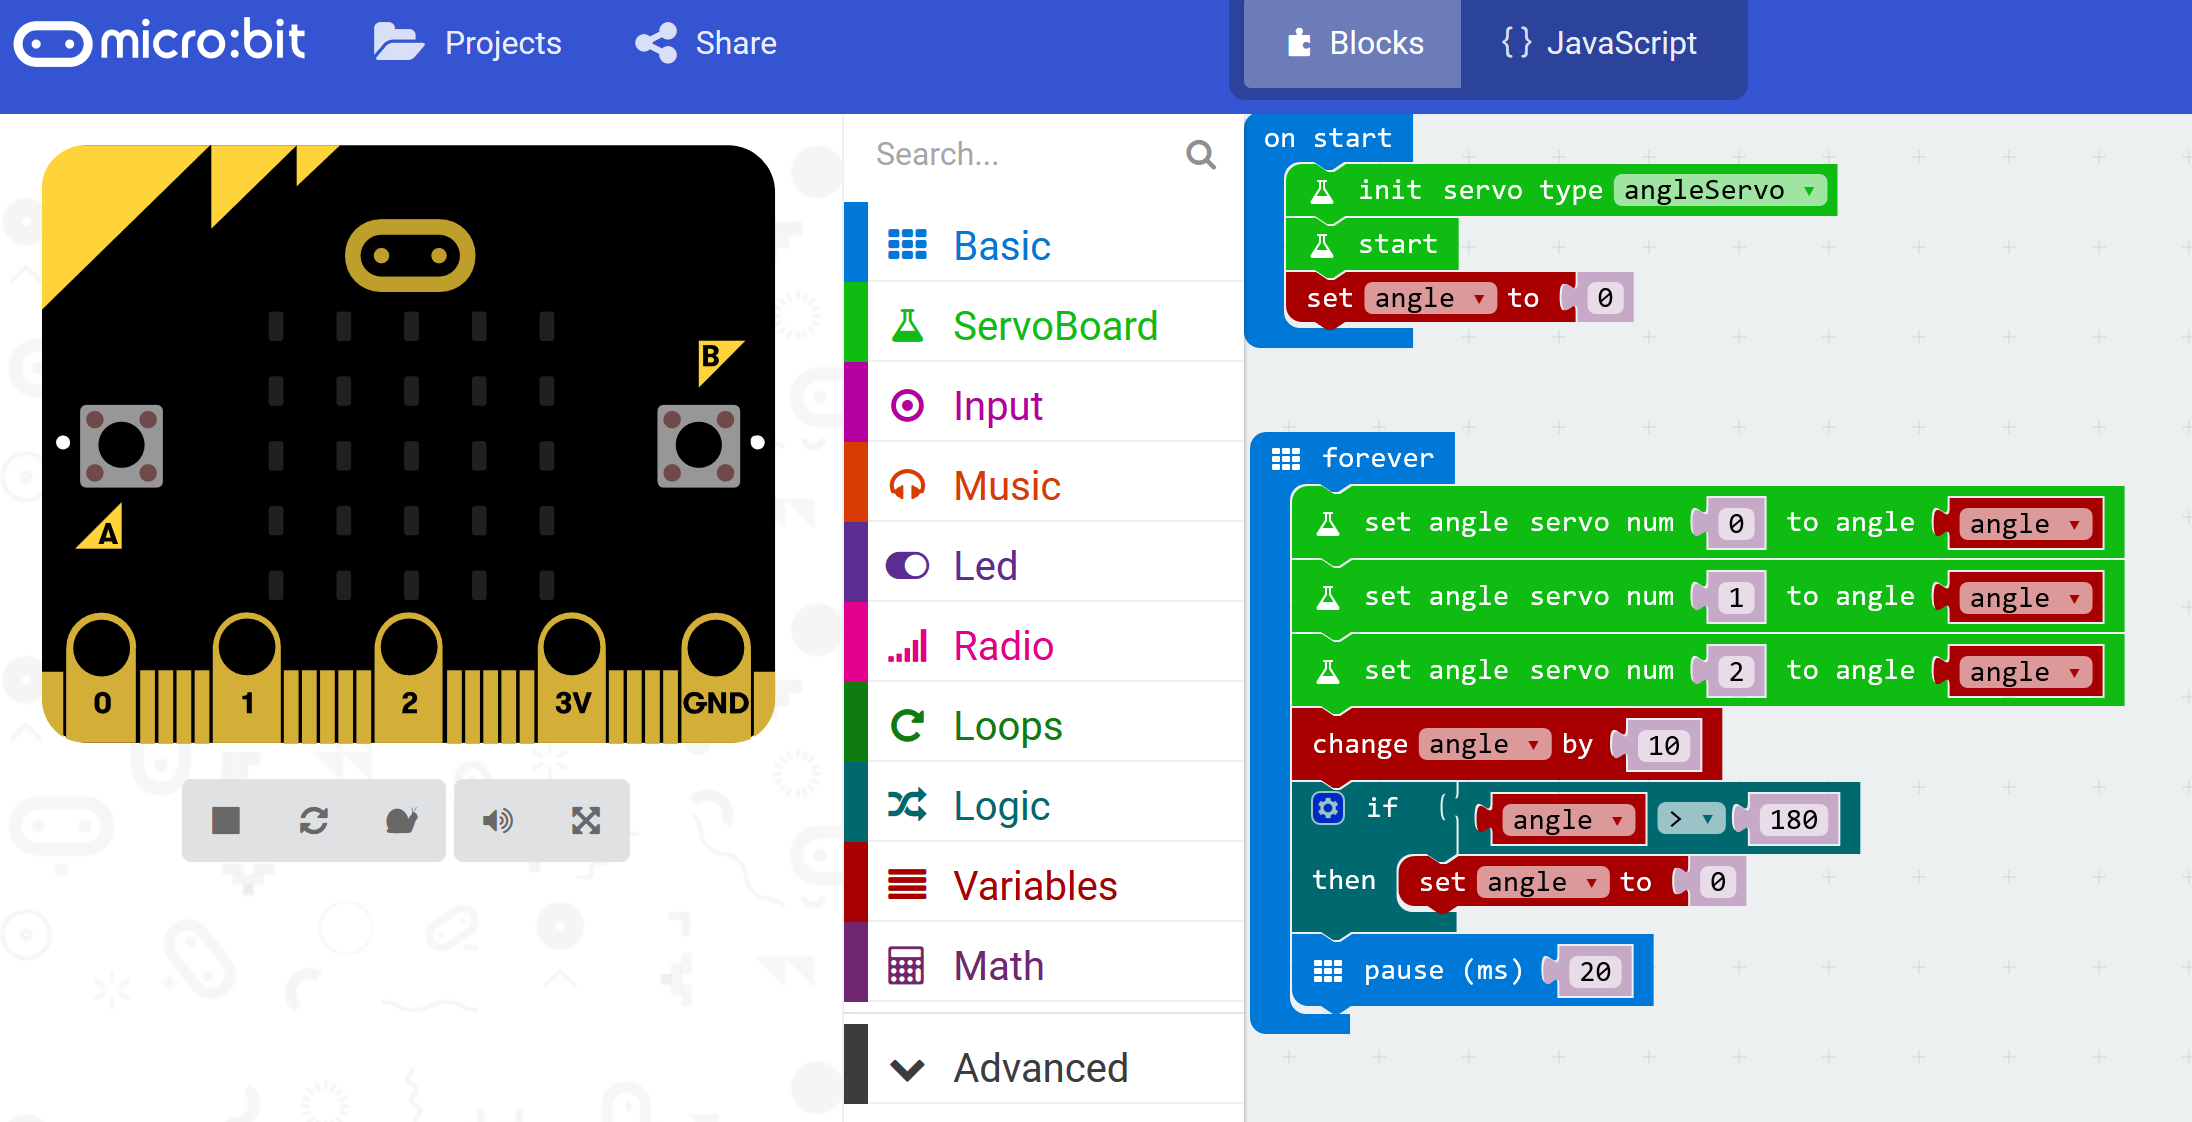 micro:bit Projects Share Blocks {} JavaScript
B
A
0 1 2 3V GND
Search...
Basic
ServoBoard
Input
Music
Led
Radio
Loops
Logic
Variables
Math
Advanced
on start
init servo type angleServo
start
set angle to 0
forever
set angle servo num 0 to angle angle
set angle servo num 1 to angle angle
set angle servo num 2 to angle angle
change angle by 10
if angle > 180
then set angle to 0
pause (ms) 20